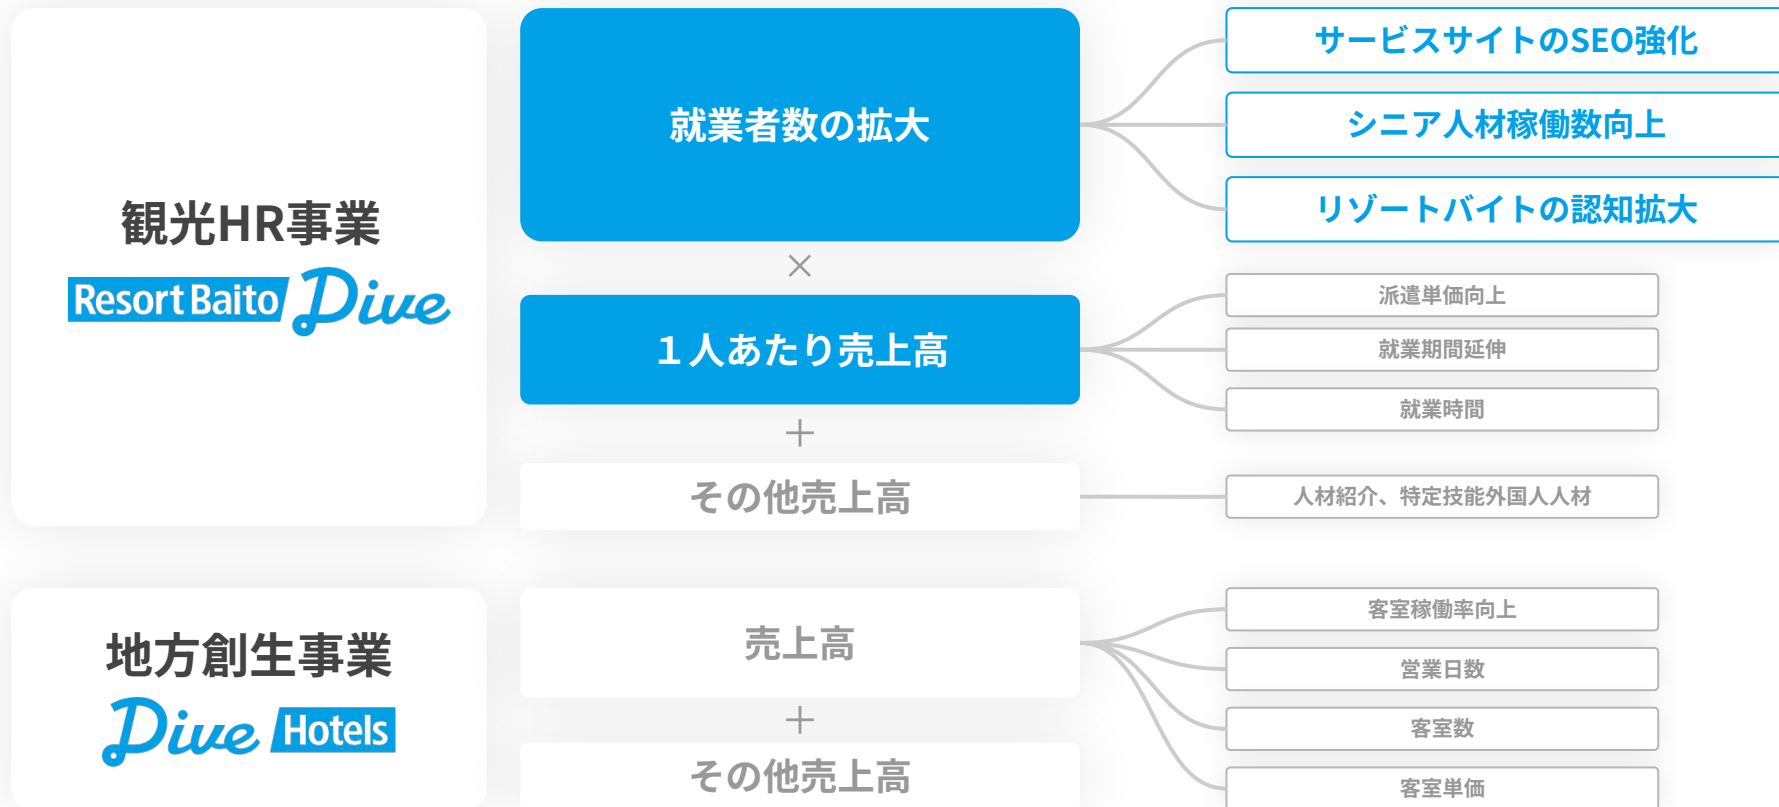 観光HR事業
Resort Baito Dive
就業者数の拡大
サービスサイトのSEO強化
シニア人材稼働数向上
リゾートバイトの認知拡大
×
１人あたり売上高
派遣単価向上
就業期間延伸
就業時間
＋
その他売上高
人材紹介、特定技能外国人人材
地方創生事業
Dive Hotels
売上高
客室稼働率向上
営業日数
客室数
客室単価
＋
その他売上高